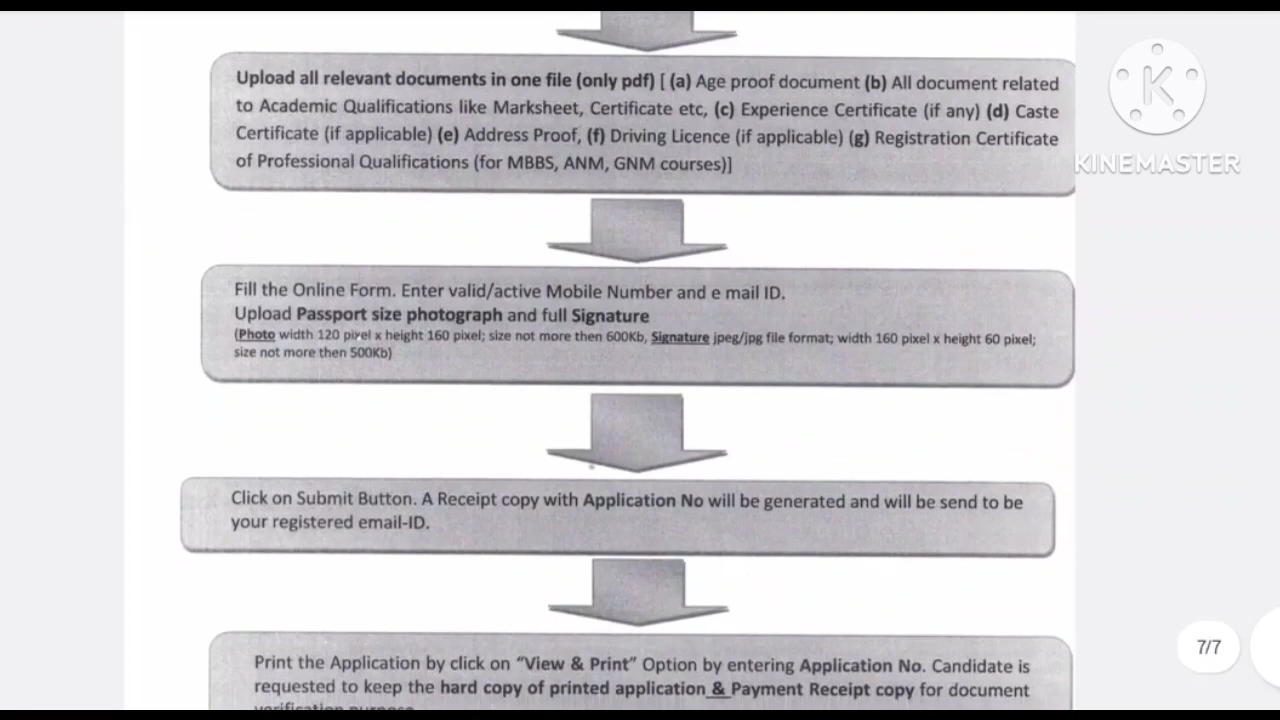 Upload all relevant documents in one file (only pdf) [ (a) Age proof document (b) All document related
to Academic Qualifications like Marksheet, Certificate etc, (c) Experience Certificate (if any) (d) Caste
Certificate (if applicable) (e) Address Proof, (f) Driving Licence (if applicable) (g) Registration Certificate
of Professional Qualifications (for MBBS, ANM, GNM courses)]
K
KINEMASTER
Fill the Online Form. Enter valid/active Mobile Number and e mail ID.
Upload Passport size photograph and full Signature
(Photo width 120 pixel x height 160 pixel; size not more then 600Kb, Signature jpeg/jpg file format; width 160 pixel x height 60 pixel;
size not more then 500Kb)
Click on Submit Button. A Receipt copy with Application No will be generated and will be send to be
your registered email-ID.
7/7
Print the Application by click on “View & Print” Option by entering Application No. Candidate is
requested to keep the hard copy of printed application & Payment Receipt copy for document
verification purpose